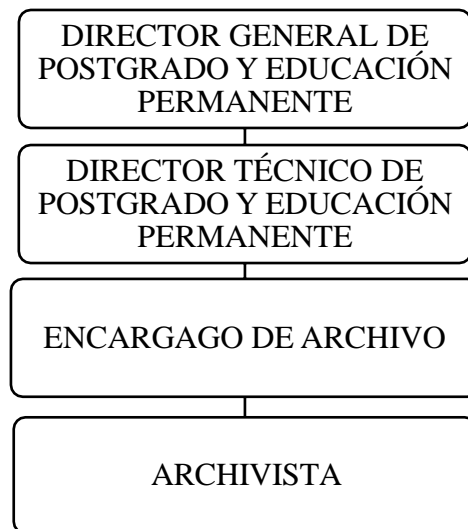 DIRECTOR GENERAL DE
POSTGRADO Y EDUCACIÓN
PERMANENTE
DIRECTOR TÉCNICO DE
POSTGRADO Y EDUCACIÓN
PERMANENTE
ENCARGAGO DE ARCHIVO
ARCHIVISTA